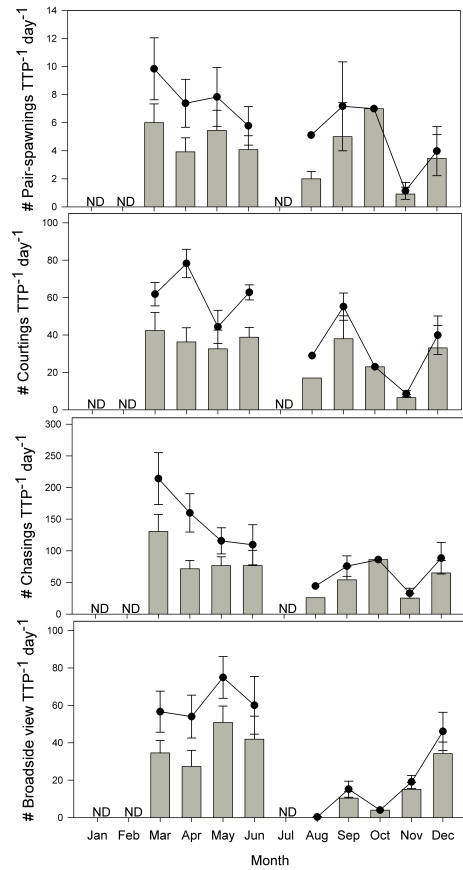 # Pair-spawnings TTP-1 day-1
14
12
10
8
6
4
2
0
ND ND ND
# Courtings TTP-1 day-1
100
80
60
40
20
0
ND ND ND
# Chasings TTP-1 day-1
300
250
200
150
100
50
0
ND ND ND
# Broadside view TTP-1 day-1
100
80
60
40
20
0
ND ND ND
Jan Feb Mar Apr May Jun Jul Aug Sep Oct Nov Dec
Month